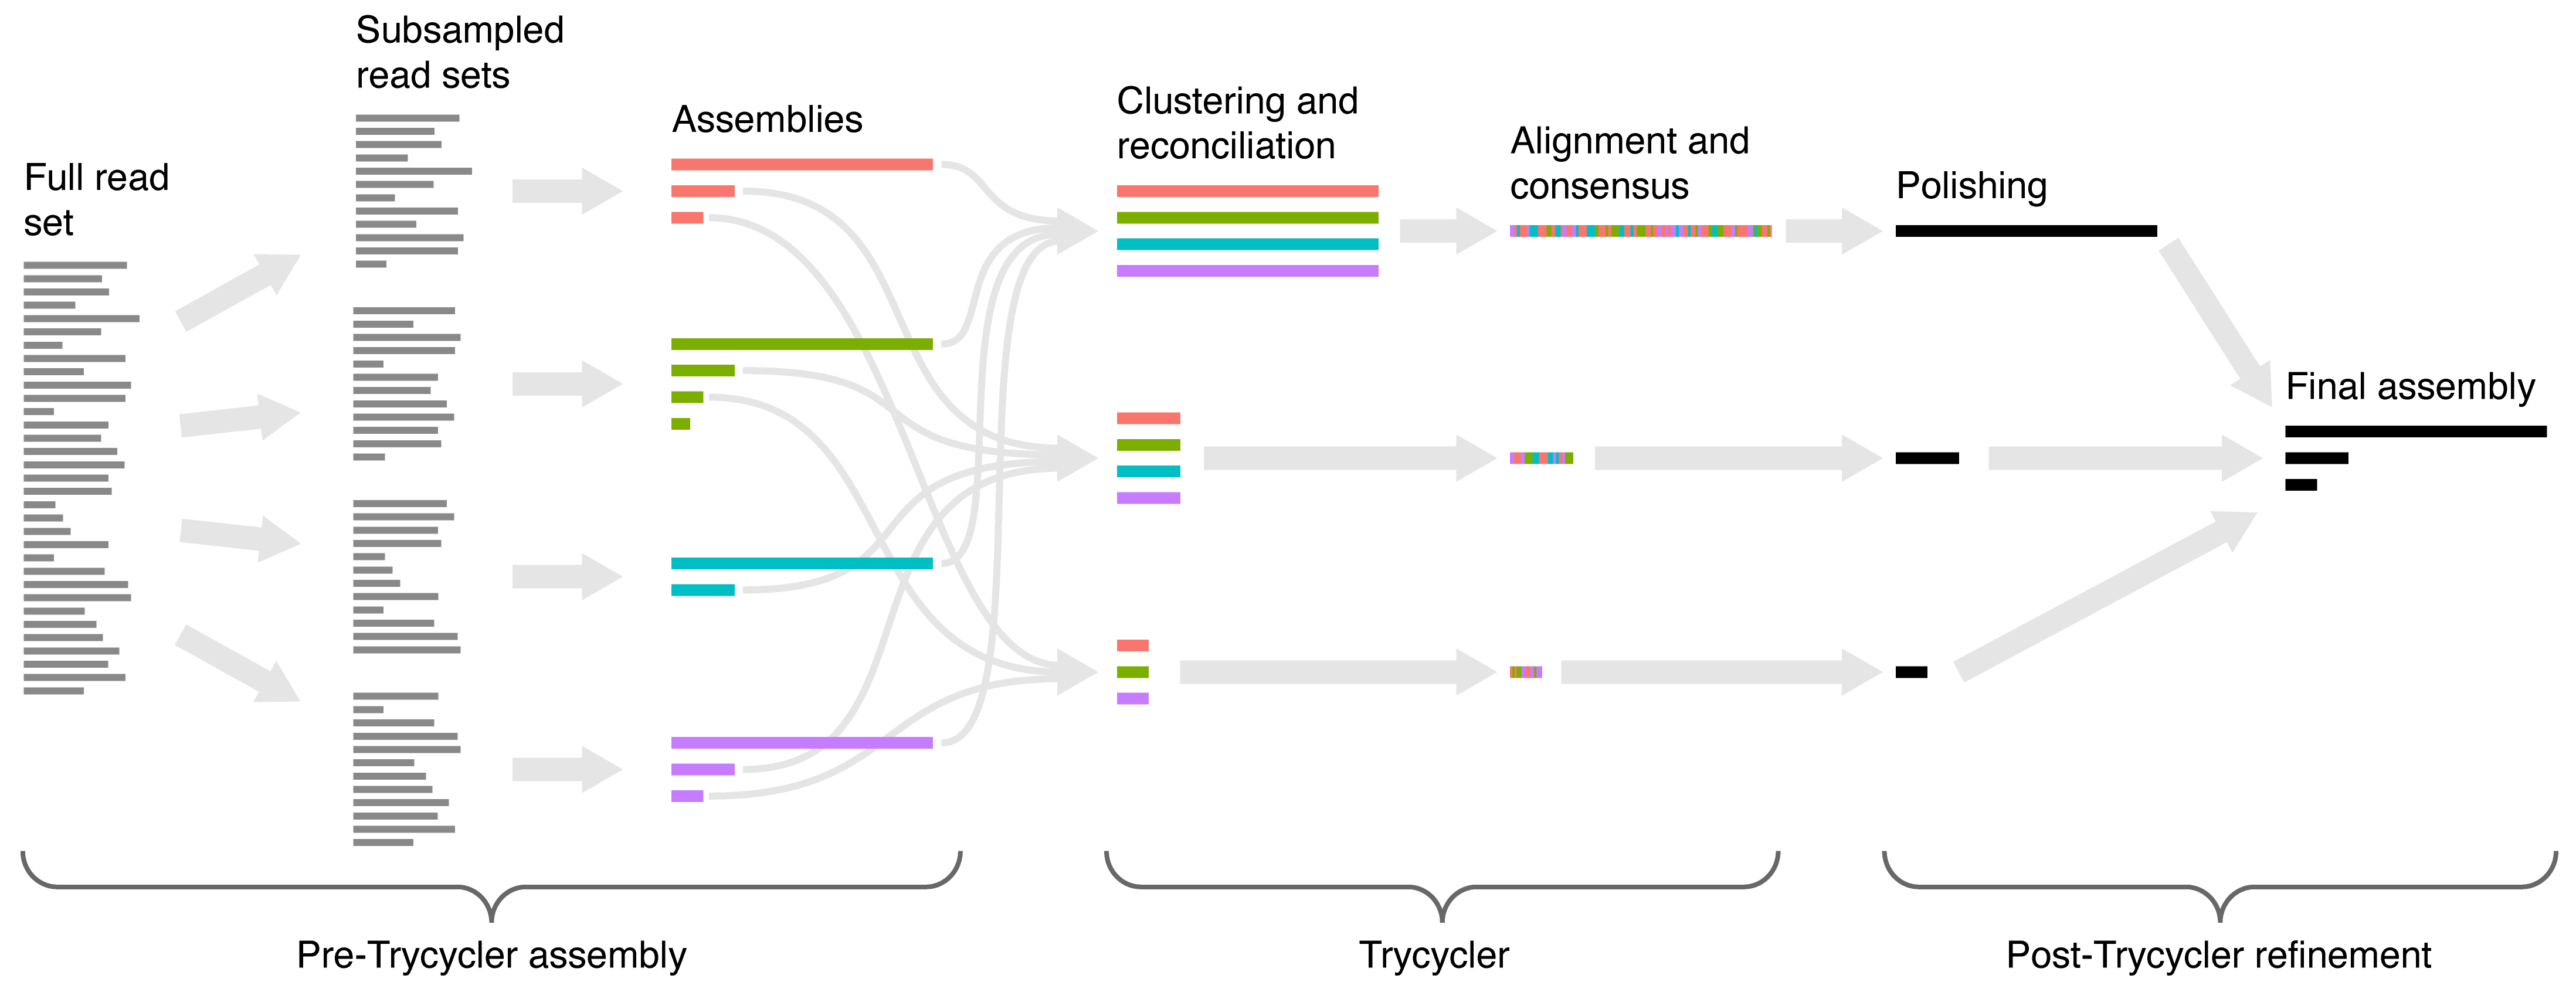 Full read
set
Subsampled
read sets
Assemblies
Clustering and
reconciliation
Alignment and
consensus
Polishing
Final assembly
Pre-Trycycler assembly
Trycycler
Post-Trycycler refinement